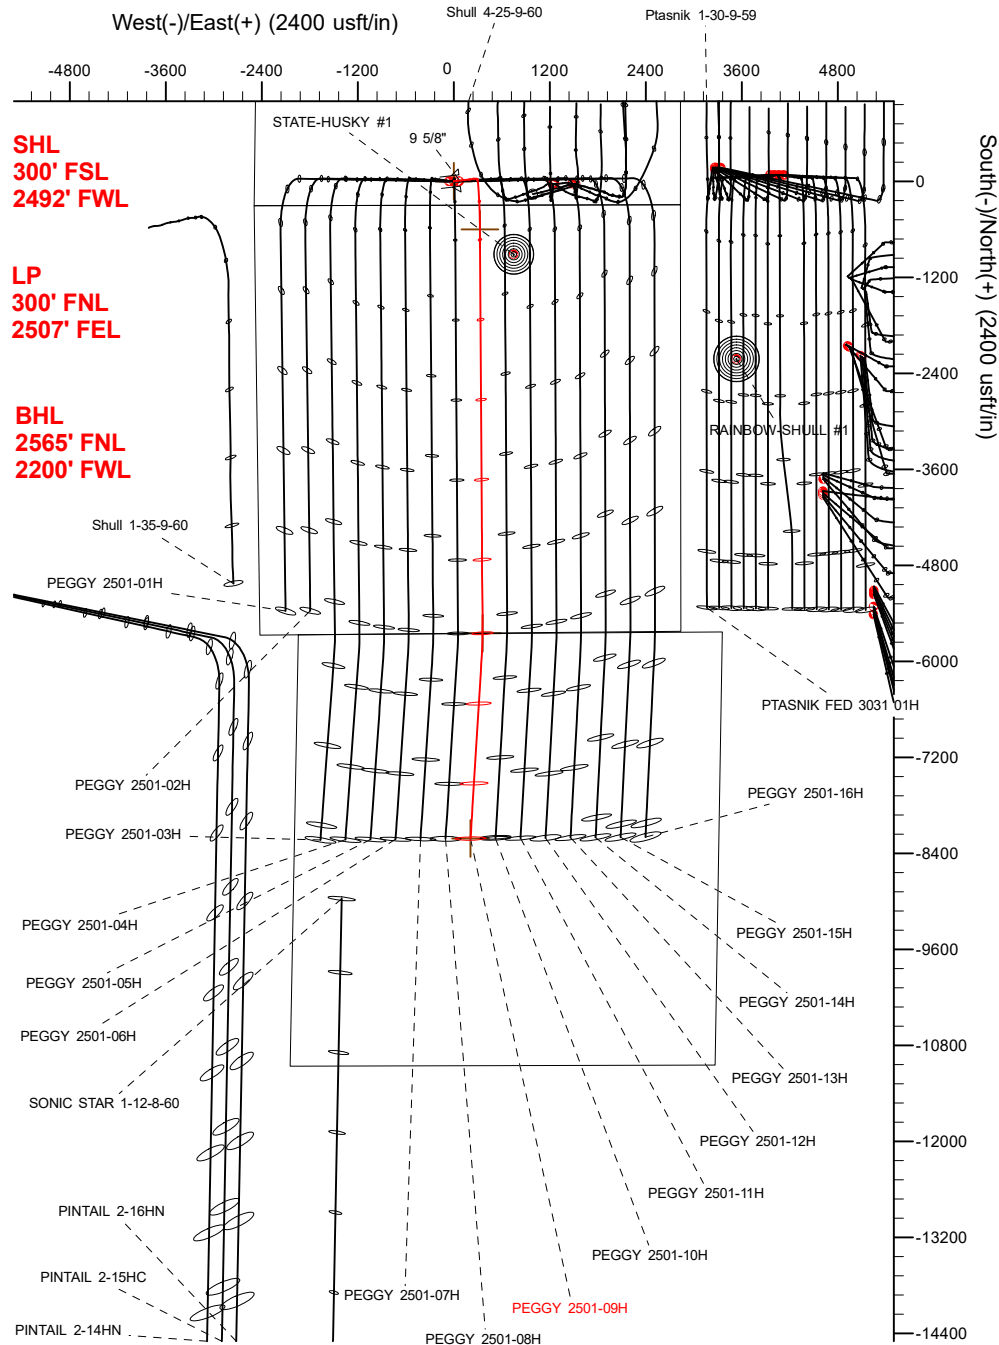 Shull 4-25-9-60
Ptasnik 1-30-9-59
West(-)/East(+) (2400 usft/in)
-4800
-3600
-2400
-1200
0
1200
2400
3600
4800
STATE-HUSKY #1
9 5/8"
SHL
300' FSL
2492' FWL
LP
300' FNL
2507' FEL
BHL
2565' FNL
2200' FWL
South(-)/North(+) (2400 usft/in)
0
-1200
-2400
-3600
-4800
-6000
-7200
-8400
-9600
-10800
-12000
-13200
-14400
RAINBOW-SHULL #1
Shull 1-35-9-60
PEGGY 2501-01H
PTASNIK FED 3031 01H
PEGGY 2501-02H
PEGGY 2501-16H
PEGGY 2501-03H
PEGGY 2501-04H
PEGGY 2501-15H
PEGGY 2501-05H
PEGGY 2501-14H
PEGGY 2501-06H
PEGGY 2501-13H
SONIC STAR 1-12-8-60
PEGGY 2501-12H
PEGGY 2501-11H
PINTAIL 2-16HN
PEGGY 2501-10H
PINTAIL 2-15HC
PEGGY 2501-07H
PEGGY 2501-09H
PINTAIL 2-14HN
PEGGY 2501-08H